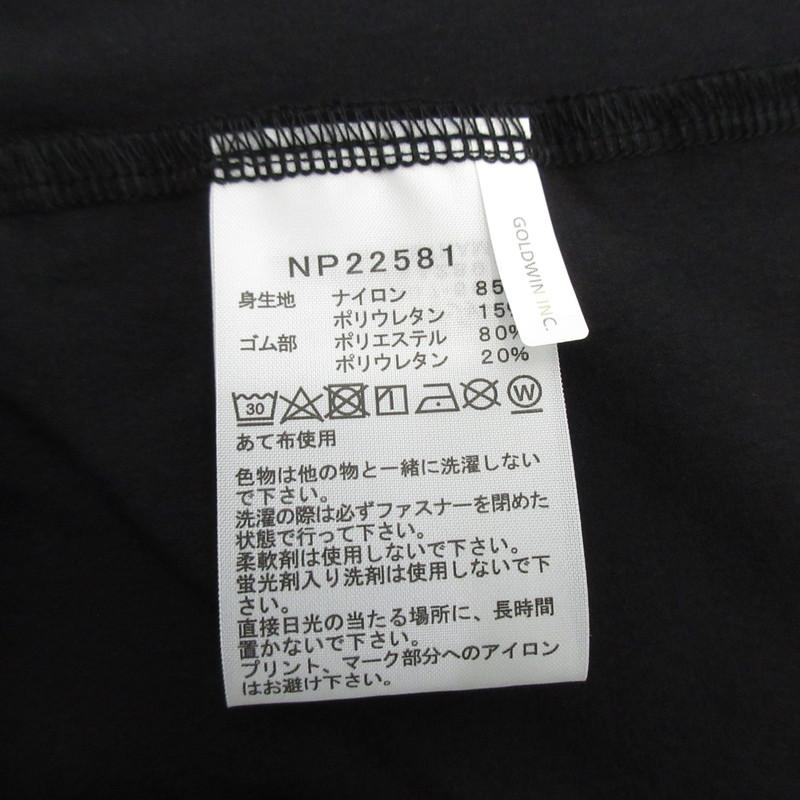 NP22581
身生地 ナイロン 85
ポリウレタン 15%
ゴム部 ポリエステル 80%
ポリウレタン 20%
GOLDWIN INC.
30 W
あて布使用
色物は他の物と一緒に洗濯しない
で下さい。
洗濯の際は必ずファスナーを閉めた
状態で行って下さい。
柔軟剤は使用しないで下さい。
蛍光剤入り洗剤は使用しないで下
さい。
直接日光の当たる場所に、長時間
置かないで下さい。
プリント、マーク部分へのアイロン
はお避け下さい。